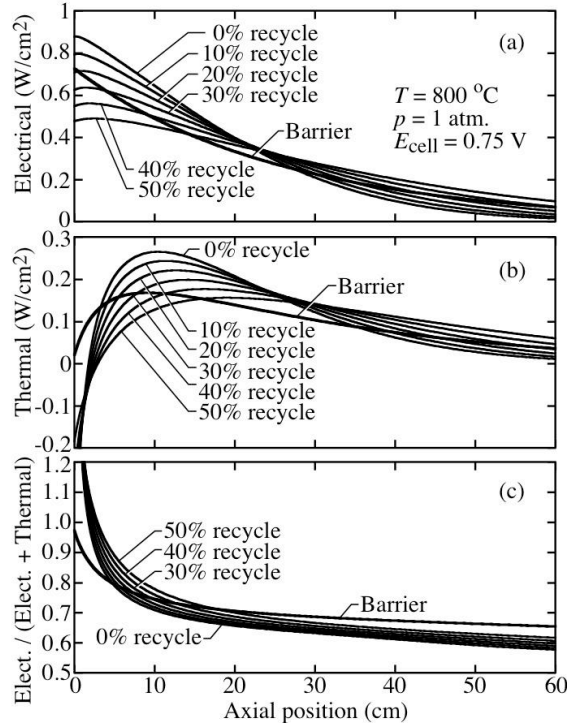 1
0.8
0.6
0.4
0.2
0
Electrical (W/cm²)
0% recycle
10% recycle
20% recycle
30% recycle
Barrier
40% recycle
50% recycle
(a)
T = 800 °C
p = 1 atm.
E_cell = 0.75 V
0.3
0.2
0.1
0
-0.1
-0.2
Thermal (W/cm²)
0% recycle
Barrier
10% recycle
20% recycle
30% recycle
40% recycle
50% recycle
(b)
1.2
1.1
1.0
0.9
0.8
0.7
0.6
0.5
Elect. / (Elect. + Thermal)
50% recycle
40% recycle
30% recycle
Barrier
0% recycle
(c)
0 10 20 30 40 50 60
Axial position (cm)